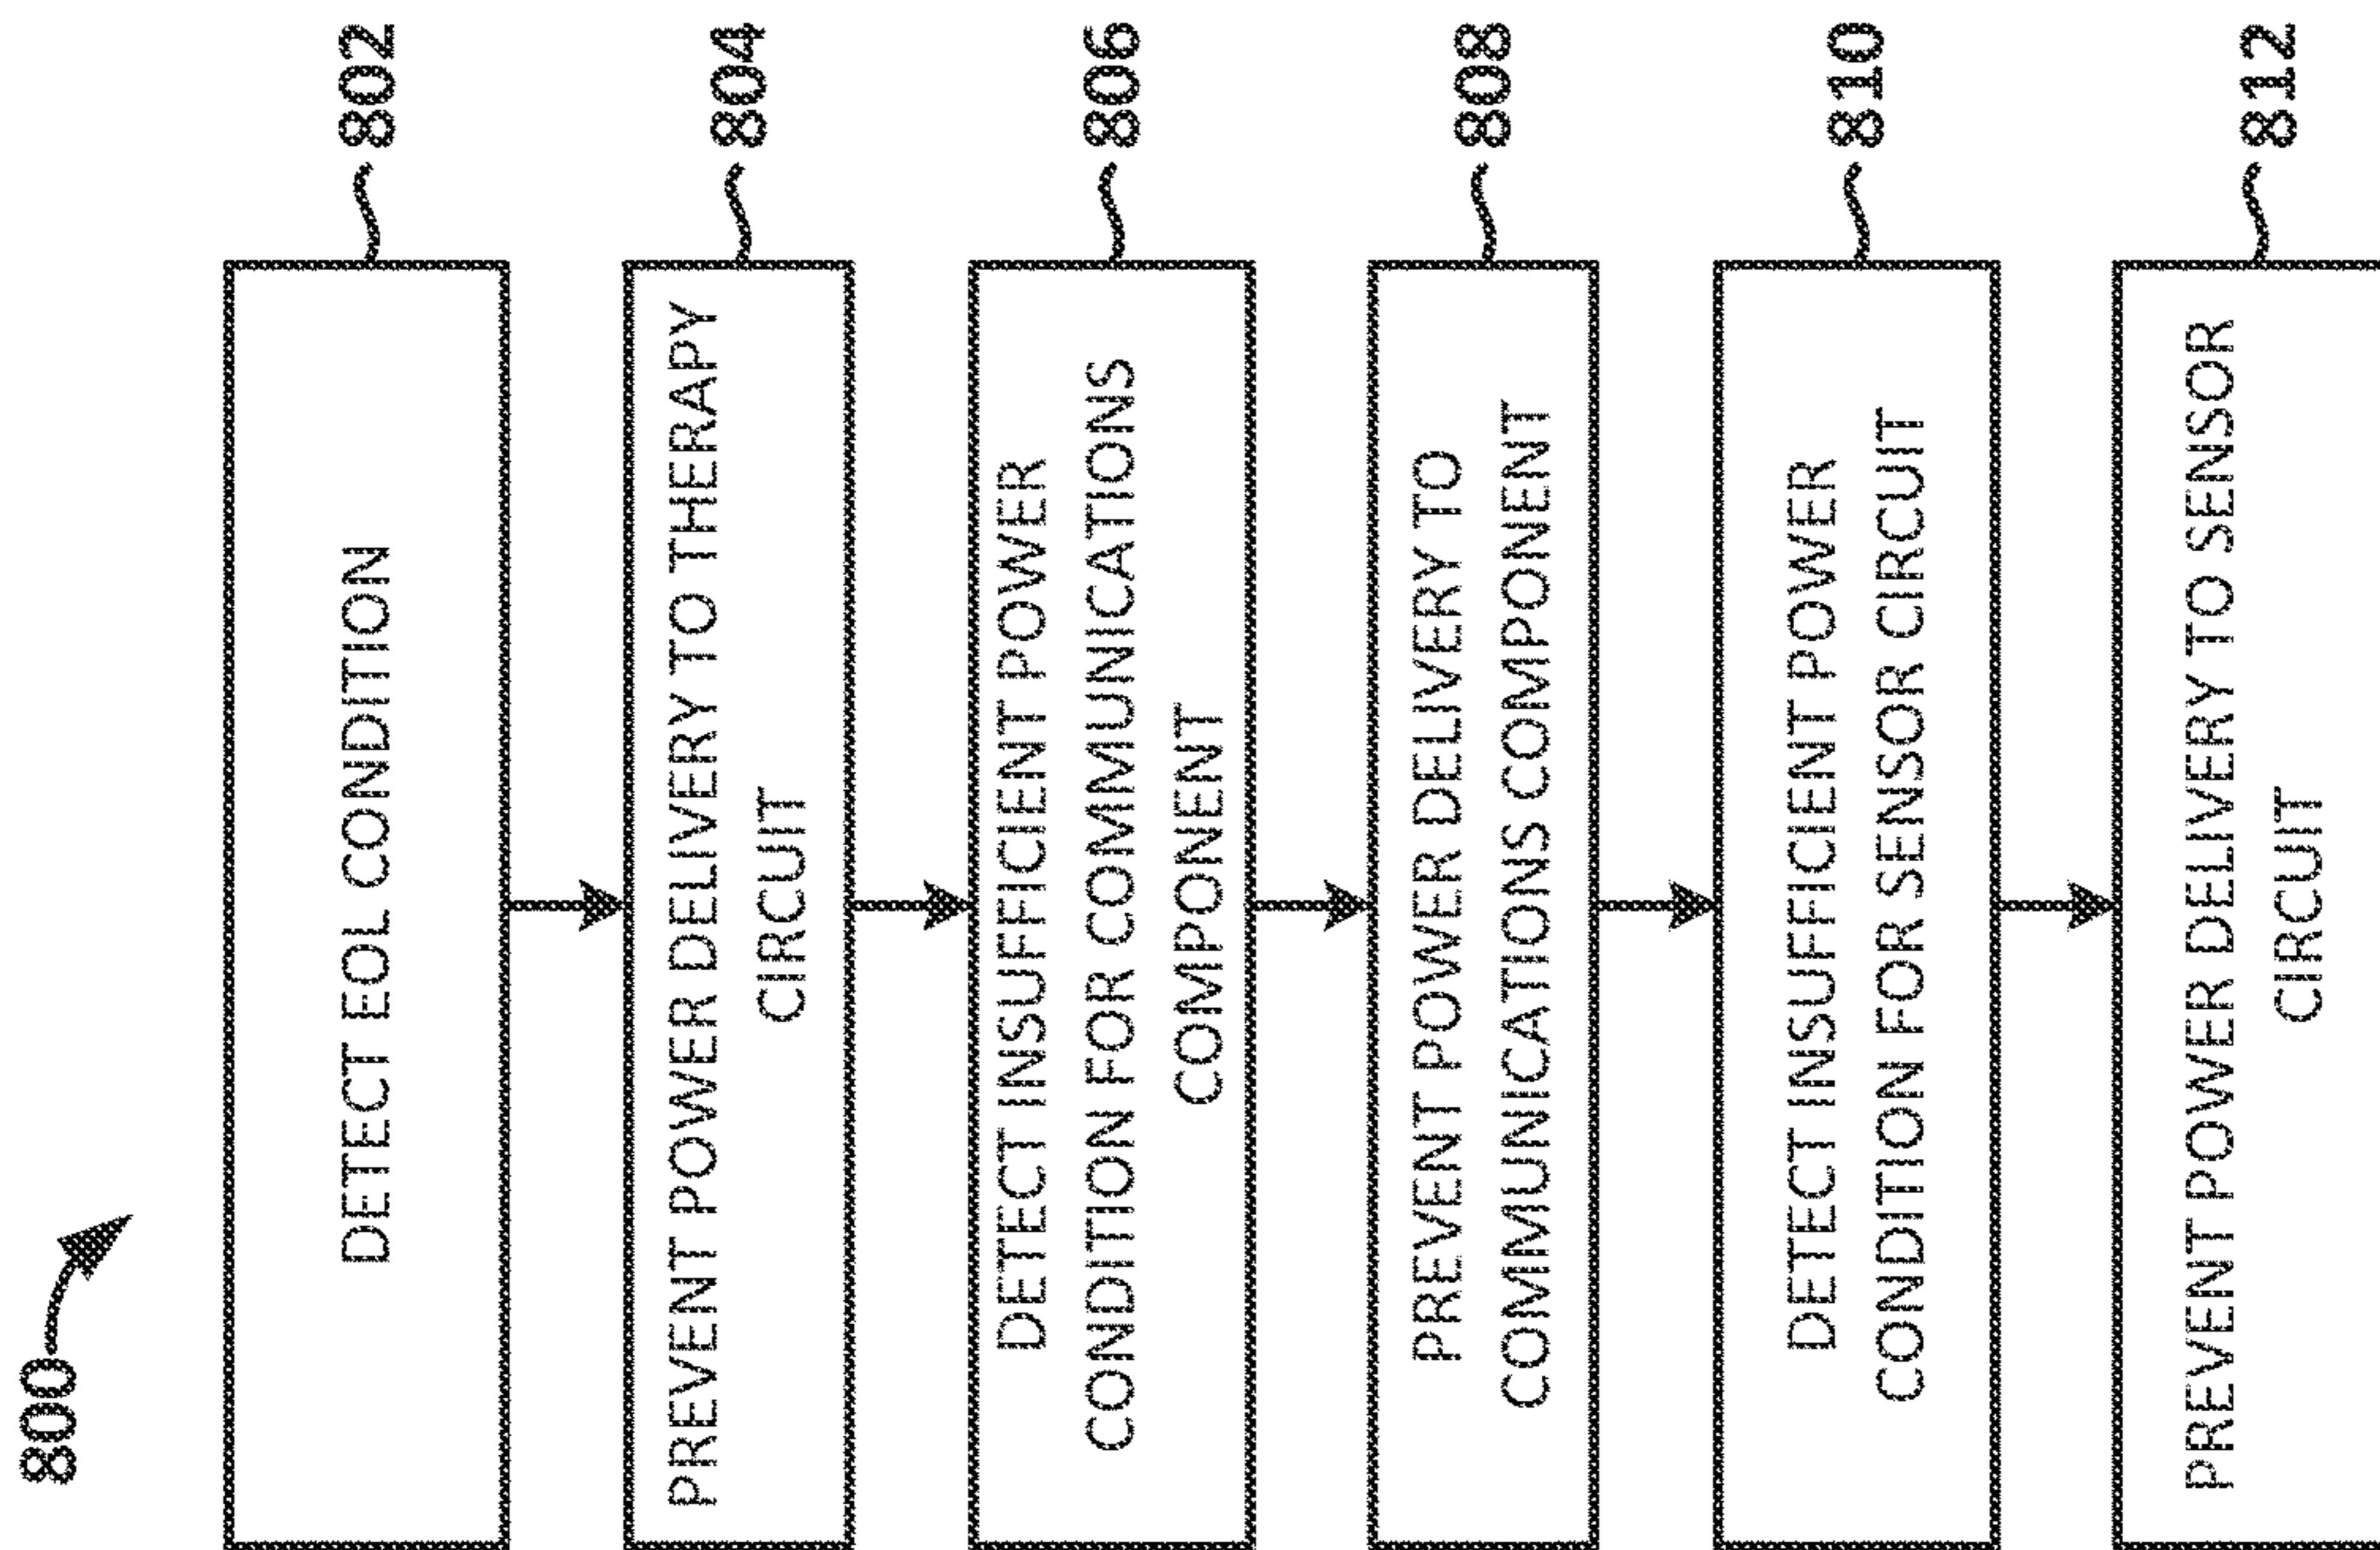 800
DETECT EOL CONDITION
802
PREVENT POWER DELIVERY TO THERAPY
CIRCUIT
804
DETECT INSUFFICIENT POWER
CONDITION FOR COMMUNICATIONS
COMPONENT
806
PREVENT POWER DELIVERY TO
COMMUNICATIONS COMPONENT
808
DETECT INSUFFICIENT POWER
CONDITION FOR SENSOR CIRCUIT
810
PREVENT POWER DELIVERY TO SENSOR
CIRCUIT
812